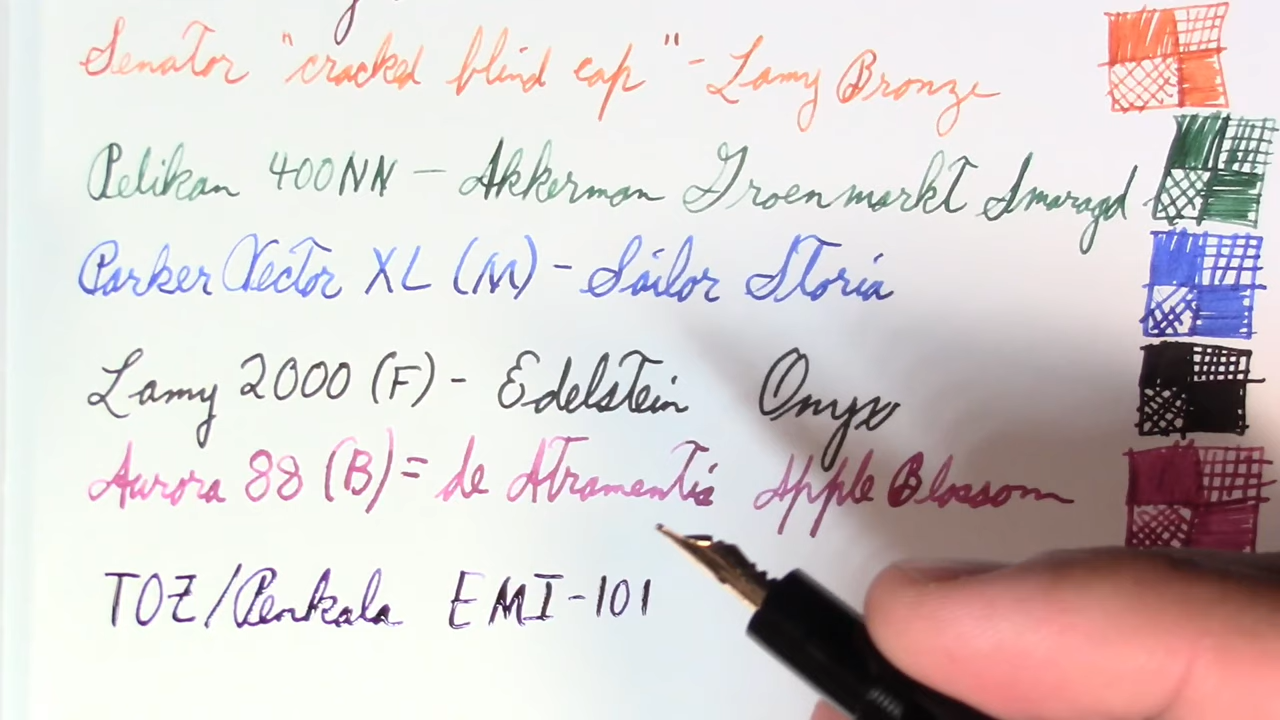 Senator "cracked blind cap" - Lamy Bronze
Pelikan 400NN - Akkerman Groenmarkt Smaragd
Parker Vector XL (M) - Sailor Storia
Lamy 2000 (F) - Edelstein Onyx
Aurora 88 (B) = de Atramentis Apple Blossom
TOZ/Penkala EMI-101